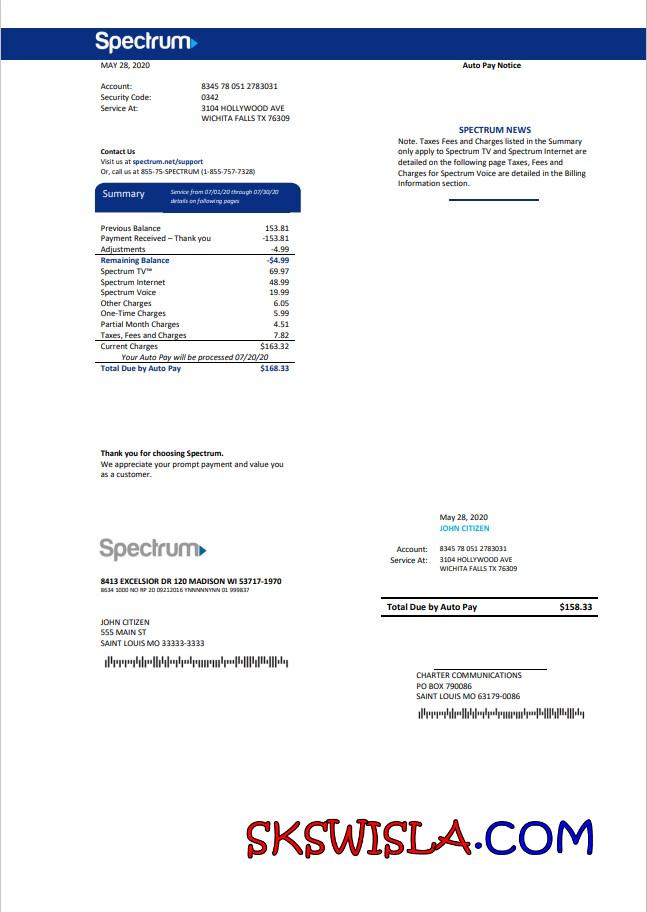 Spectrum
MAY 28, 2020
Auto Pay Notice
Account: 8345 78 051 2783031
Security Code: 0342
Service At: 3104 HOLLYWOOD AVE
WICHITA FALLS TX 76309
SPECTRUM NEWS
Note. Taxes Fees and Charges listed in the Summary
only apply to Spectrum TV and Spectrum Internet are
detailed on the following page Taxes, Fees and
Charges for Spectrum Voice are detailed in the Billing
Information section.
Contact Us
Visit us at spectrum.net/support
Or, call us at 855-75-SPECTRUM (1-855-757-7328)
Summary
Service from 07/01/20 through 07/30/20
details on following pages
Previous Balance 153.81
Payment Received – Thank you -153.81
Adjustments -4.99
Remaining Balance -$4.99
Spectrum TV™ 69.97
Spectrum Internet 48.99
Spectrum Voice 19.99
Other Charges 6.05
One-Time Charges 5.99
Partial Month Charges 4.51
Taxes, Fees and Charges 7.82
Current Charges $163.32
Your Auto Pay will be processed 07/20/20
Total Due by Auto Pay $168.33
Thank you for choosing Spectrum.
We appreciate your prompt payment and value you
as a customer.
May 28, 2020
JOHN CITIZEN
Account: 8345 78 051 2783031
Service At: 3104 HOLLYWOOD AVE
WICHITA FALLS TX 76309
Spectrum
8413 EXCELSIOR DR 120 MADISON WI 53717-1970
8634 1000 NO RP 20 09212016 YNNNNNYNN 01 999837
Total Due by Auto Pay $158.33
JOHN CITIZEN
555 MAIN ST
SAINT LOUIS MO 33333-3333
CHARTER COMMUNICATIONS
PO BOX 790086
SAINT LOUIS MO 63179-0086
SKSWISLA.COM